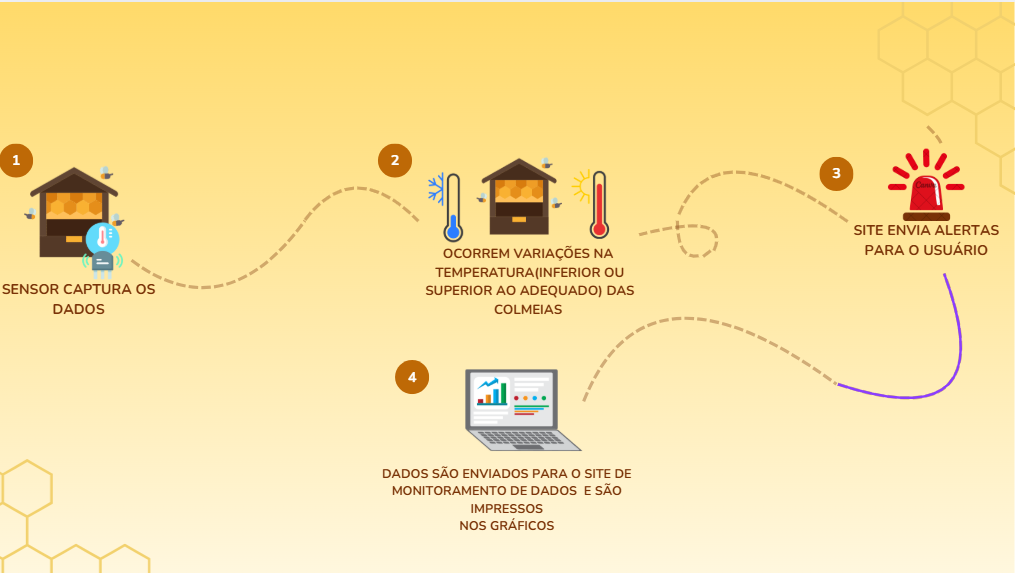 1
SENSOR CAPTURA OS
DADOS
2
OCORREM VARIAÇÕES NA
TEMPERATURA(INFERIOR OU
SUPERIOR AO ADEQUADO) DAS
COLMEIAS
3
SITE ENVIA ALERTAS
PARA O USUÁRIO
4
DADOS SÃO ENVIADOS PARA O SITE DE
MONITORAMENTO DE DADOS E SÃO
IMPRESSOS
NOS GRÁFICOS